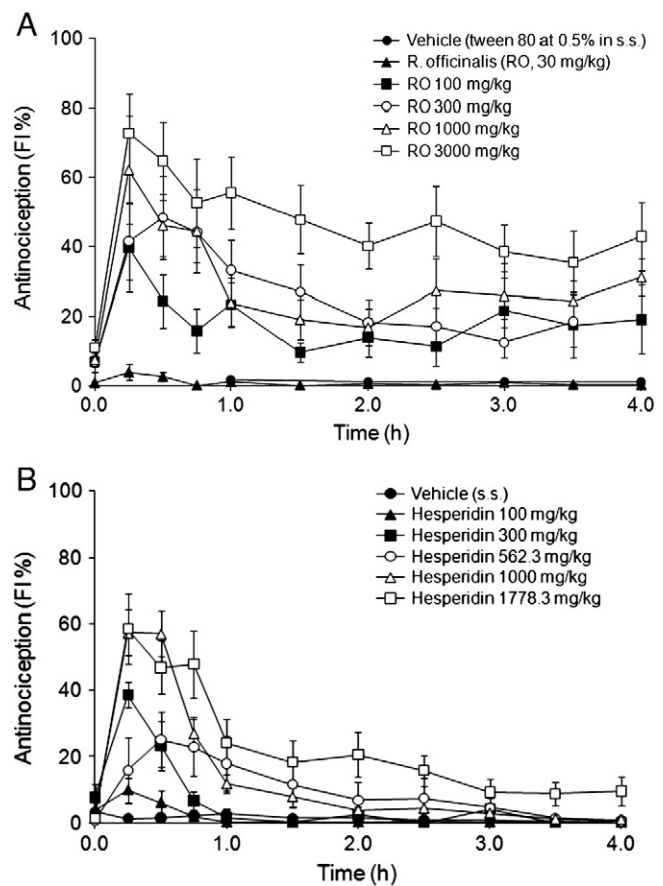 A
Antinociception (FI%)
100
80
60
40
20
0
Vehicle (tween 80 at 0.5% in s.s.)
R. officinalis (RO, 30 mg/kg)
RO 100 mg/kg
RO 300 mg/kg
RO 1000 mg/kg
RO 3000 mg/kg
0.0 1.0 2.0 3.0 4.0
Time (h)
B
Antinociception (FI%)
100
80
60
40
20
0
Vehicle (s.s.)
Hesperidin 100 mg/kg
Hesperidin 300 mg/kg
Hesperidin 562.3 mg/kg
Hesperidin 1000 mg/kg
Hesperidin 1778.3 mg/kg
0.0 1.0 2.0 3.0 4.0
Time (h)